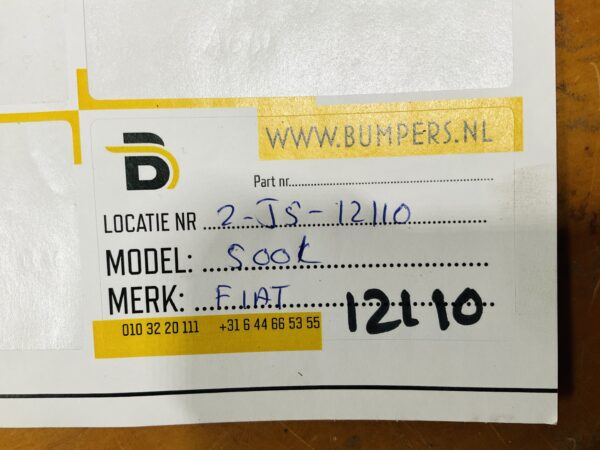 WWW.BUMPERS.NL
Part nr.
LOCATIE NR 2-JS-12110
MODEL: 500L
MERK: FIAT
12110
010 32 20 111 +31 6 44 66 53 55